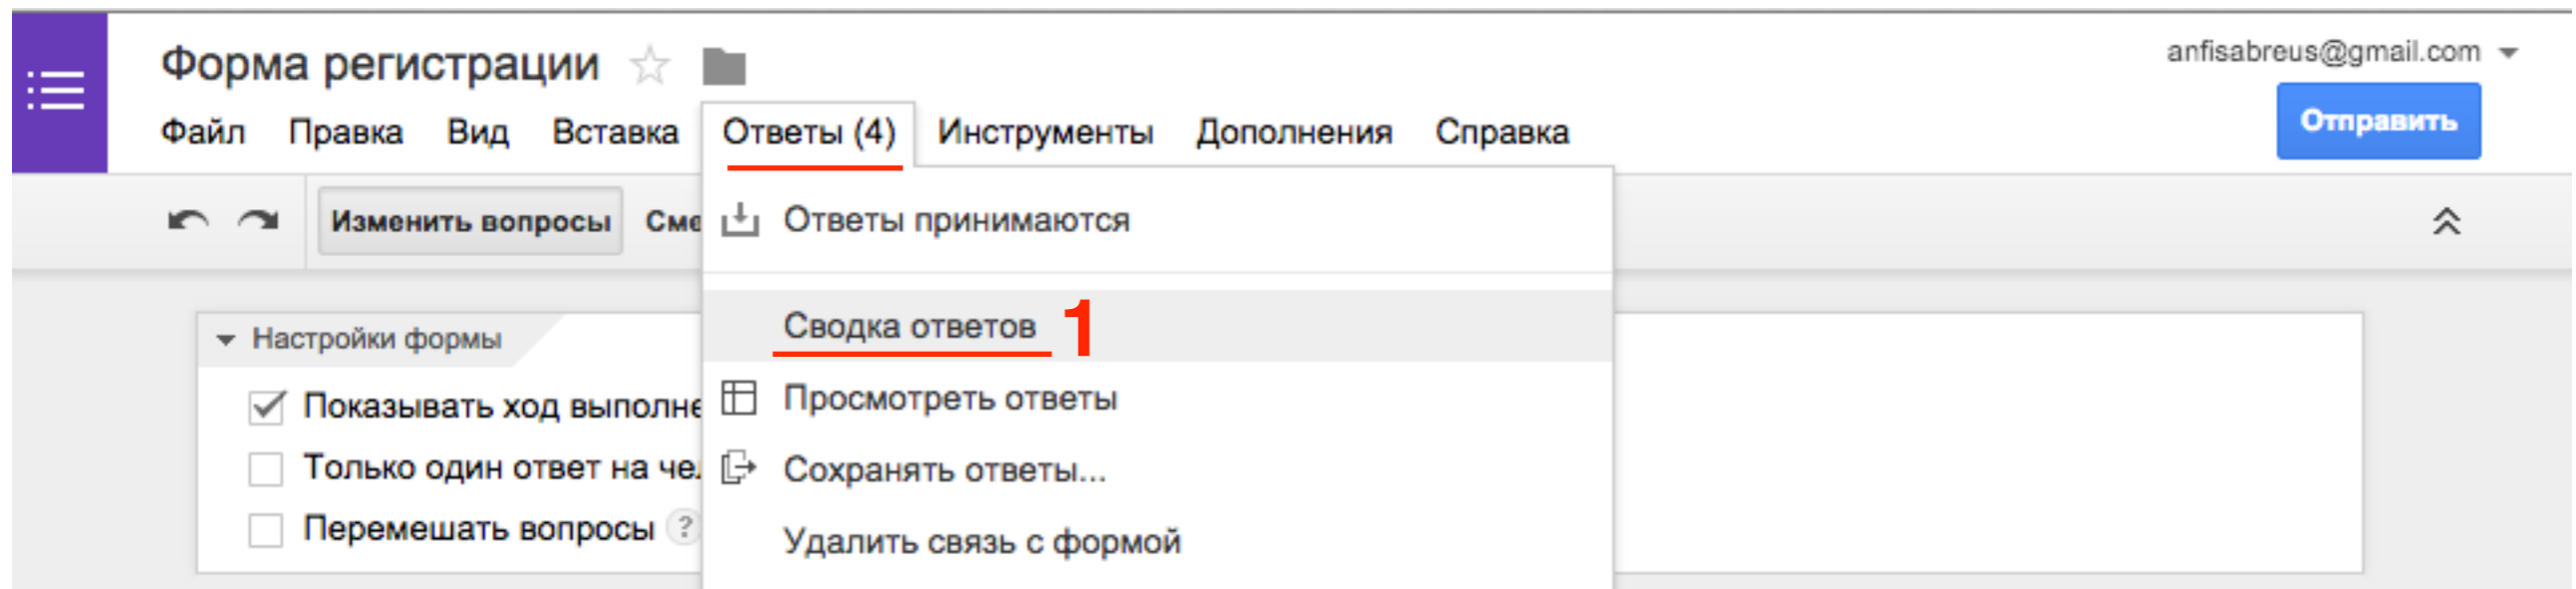 Форма регистрации
anfisabreus@gmail.com
Файл Правка Вид Вставка Ответы (4) Инструменты Дополнения Справка
Отправить
Изменить вопросы
Ответы принимаются
Сводка ответов 1
Настройки формы
Просмотреть ответы
Показывать ход
Сохранять ответы...
Только один ответ на
Перемешать вопросы ?
Удалить связь с формой